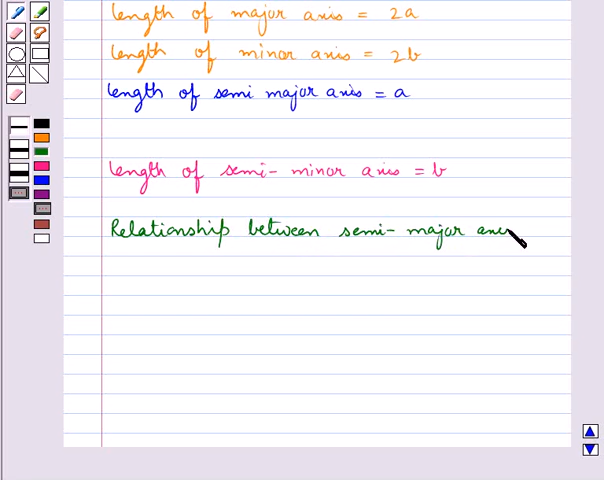 length of major axis = 2a
length of minor axis = 2b
length of semi major axis = a
length of semi-minor axis = b
Relationship between semi-major axes